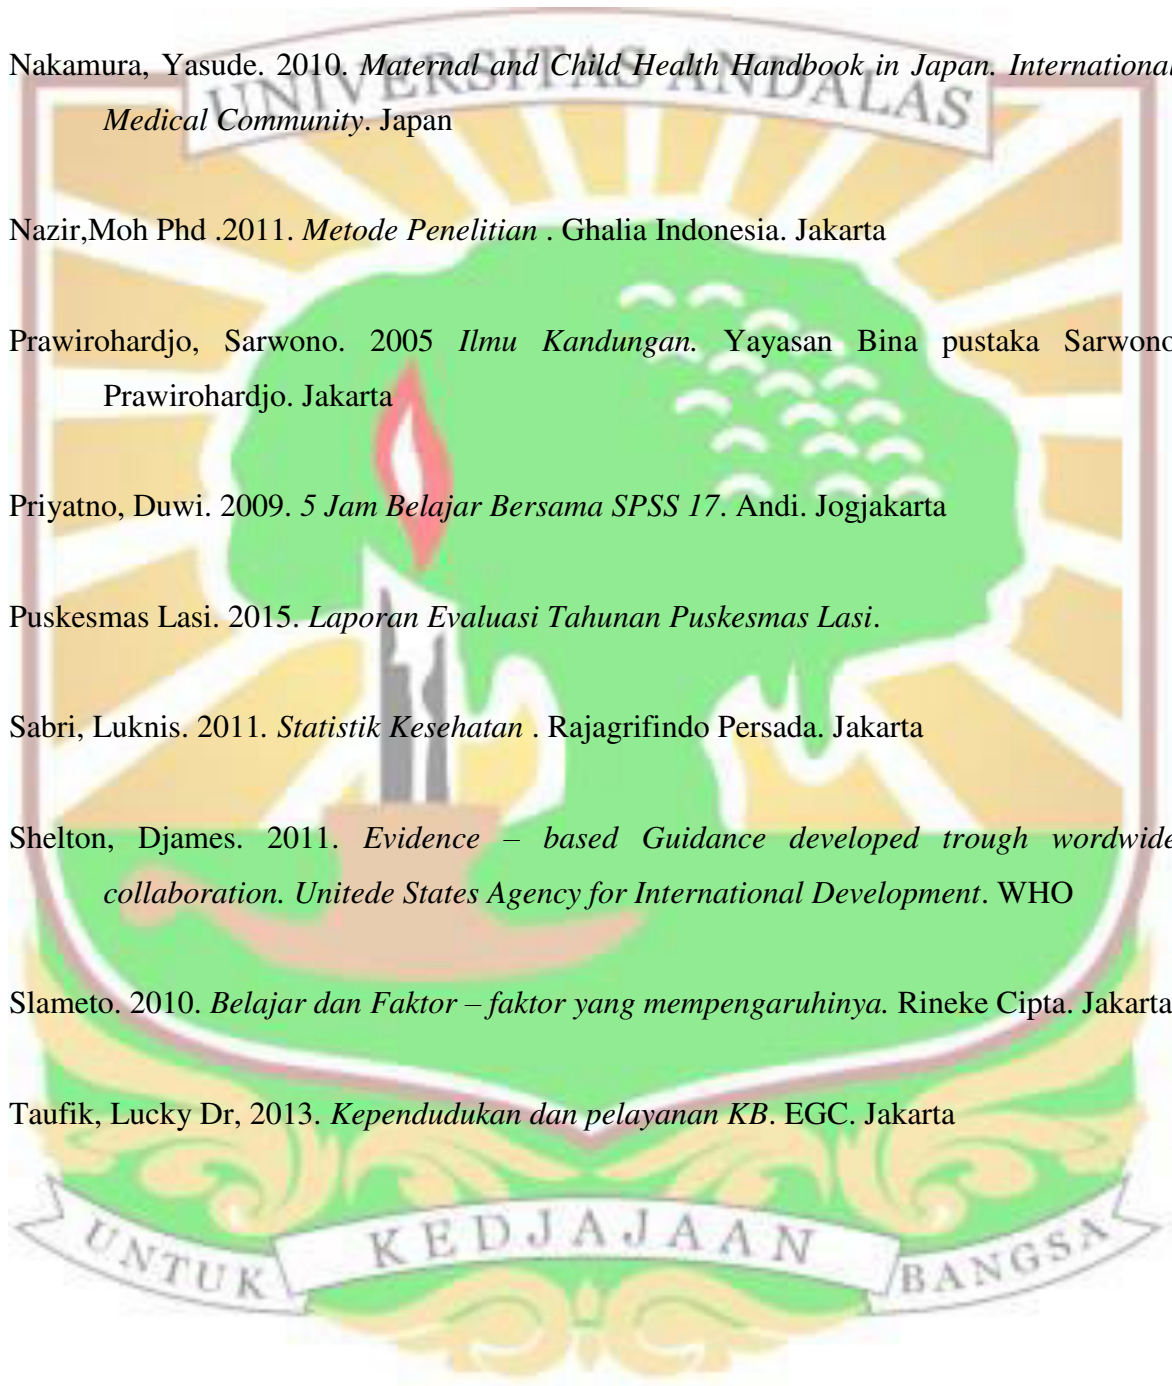 UNIVERSITAS ANDALAS
Nakamura, Yasude. 2010. Maternal and Child Health Handbook in Japan. International
Medical Community. Japan
Nazir,Moh Phd .2011. Metode Penelitian . Ghalia Indonesia. Jakarta
Prawirohardjo, Sarwono. 2005 Ilmu Kandungan. Yayasan Bina pustaka Sarwono
Prawirohardjo. Jakarta
Priyatno, Duwi. 2009. 5 Jam Belajar Bersama SPSS 17. Andi. Jogjakarta
Puskesmas Lasi. 2015. Laporan Evaluasi Tahunan Puskesmas Lasi.
Sabri, Luknis. 2011. Statistik Kesehatan . Rajagrifindo Persada. Jakarta
Shelton, Djames. 2011. Evidence – based Guidance developed trough wordwide
collaboration. Unitede States Agency for International Development. WHO
Slameto. 2010. Belajar dan Faktor – faktor yang mempengaruhinya. Rineke Cipta. Jakarta
Taufik, Lucky Dr, 2013. Kependudukan dan pelayanan KB. EGC. Jakarta
UNTUK KEDJAJAAN BANGSA